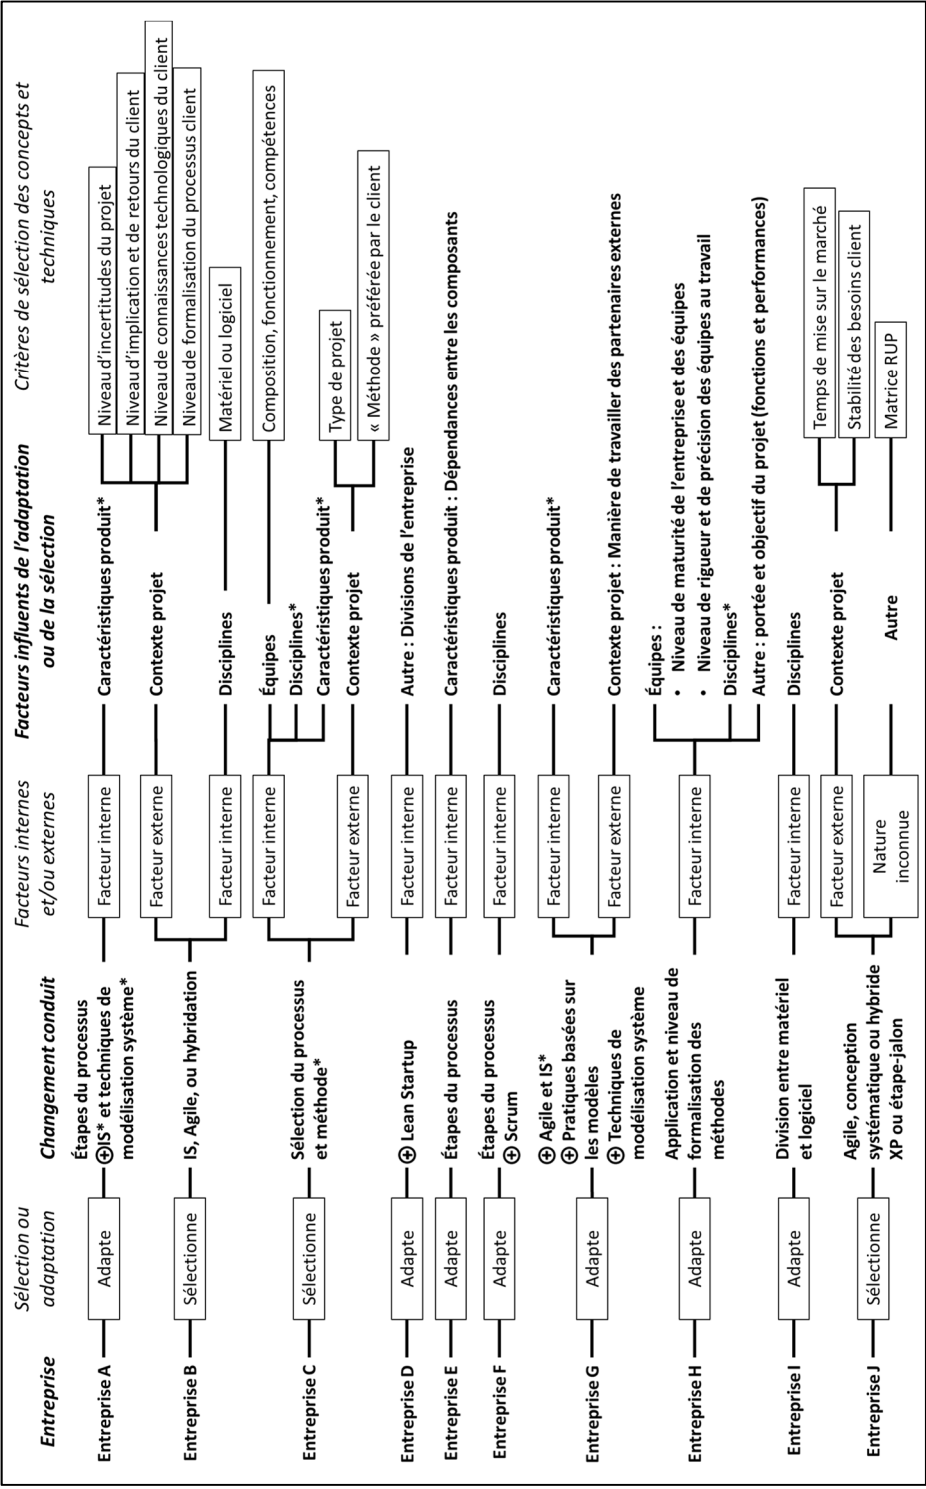 Entreprise
Sélection ou
adaptation
Changement conduit
Facteurs internes
et/ou externes
Facteurs influents de l’adaptation
ou de la sélection
Critères de sélection des concepts et
techniques
Entreprise A
Adapte
Étapes du processus
⊕IS* et techniques de
modélisation système*
Facteur interne
Caractéristiques produit*
Entreprise B
Sélectionne
IS, Agile, ou hybridation
Facteur externe
Contexte projet
Niveau d’incertitudes du projet
Niveau d’implication et de retours du client
Niveau de connaissances technologiques du client
Niveau de formalisation du processus client
Facteur interne
Disciplines
Matériel ou logiciel
Entreprise C
Sélectionne
Sélection du processus
et méthode*
Facteur interne
Équipes
Composition, fonctionnement, compétences
Disciplines*
Caractéristiques produit*
Facteur externe
Contexte projet
Type de projet
« Méthode » préférée par le client
Entreprise D
Adapte
⊕ Lean Startup
Facteur interne
Autre : Divisions de l’entreprise
Entreprise E
Adapte
Étapes du processus
Facteur interne
Caractéristiques produit : Dépendances entre les composants
Entreprise F
Adapte
Étapes du processus
⊕ Scrum
Facteur interne
Disciplines
Entreprise G
Adapte
⊕ Agile et IS*
⊕ Pratiques basées sur
les modèles
⊕ Techniques de
modélisation système
Facteur interne
Caractéristiques produit*
Facteur externe
Contexte projet : Manière de travailler des partenaires externes
Entreprise H
Adapte
Application et niveau de
formalisation des
méthodes
Facteur interne
Équipes :
• Niveau de maturité de l’entreprise et des équipes
• Niveau de rigueur et de précision des équipes au travail
Disciplines*
Autre : portée et objectif du projet (fonctions et performances)
Entreprise I
Adapte
Division entre matériel
et logiciel
Facteur interne
Disciplines
Entreprise J
Sélectionne
Agile, conception
systématique ou hybride
XP ou étape-jalon
Facteur externe
Contexte projet
Temps de mise sur le marché
Stabilité des besoins client
Nature
inconnue
Autre
Matrice RUP